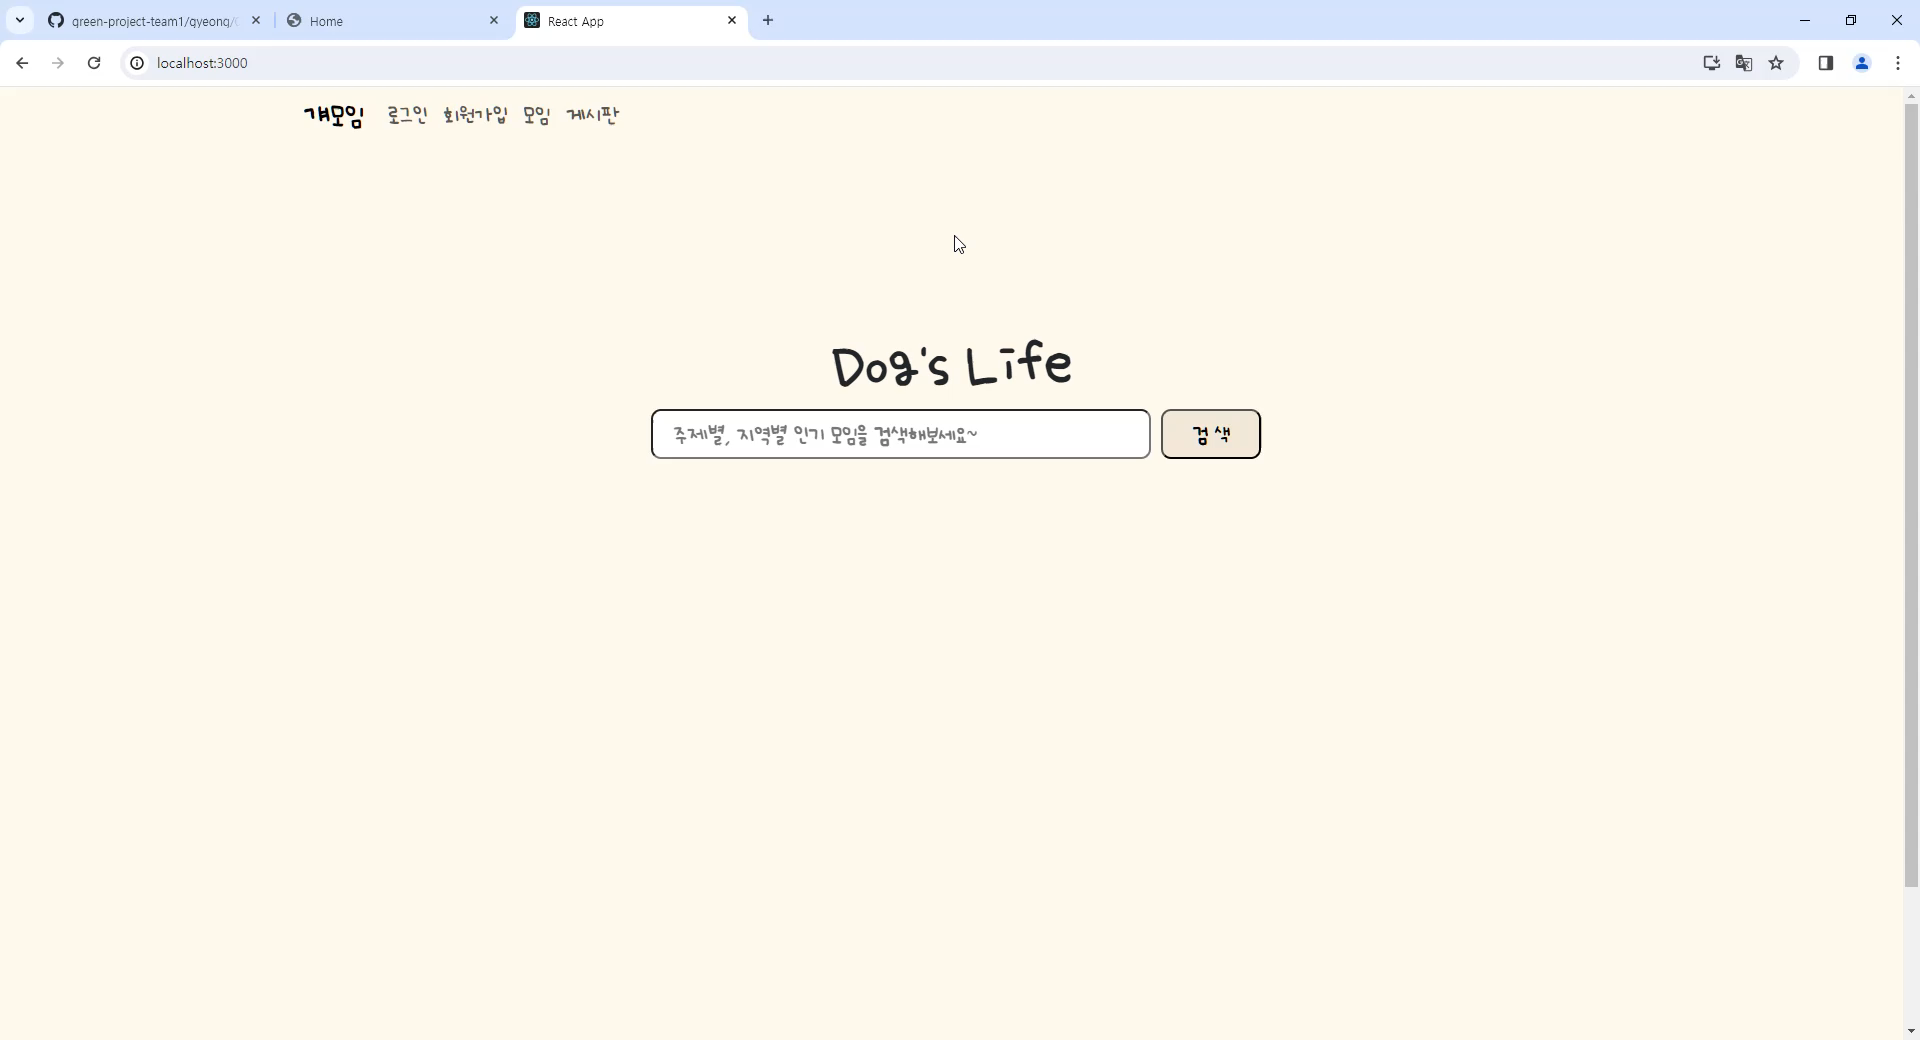 green-project-team1/gyeong/
Home
React App
localhost:3000
개모임 로그인 회원가입 모임 게시판
Dog's Life
주제별, 지역별 인기 모임을 검색해보세요~
검 색